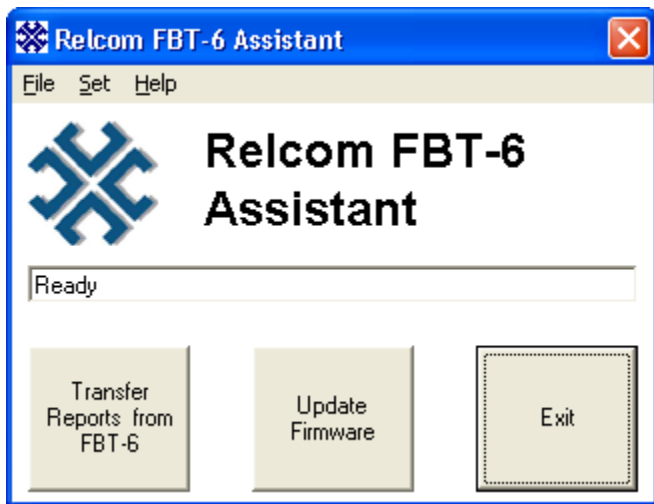 Relcom FBT-6 Assistant
File Set Help
Relcom FBT-6
Assistant
Ready
Transfer
Reports from
FBT-6
Update
Firmware
Exit